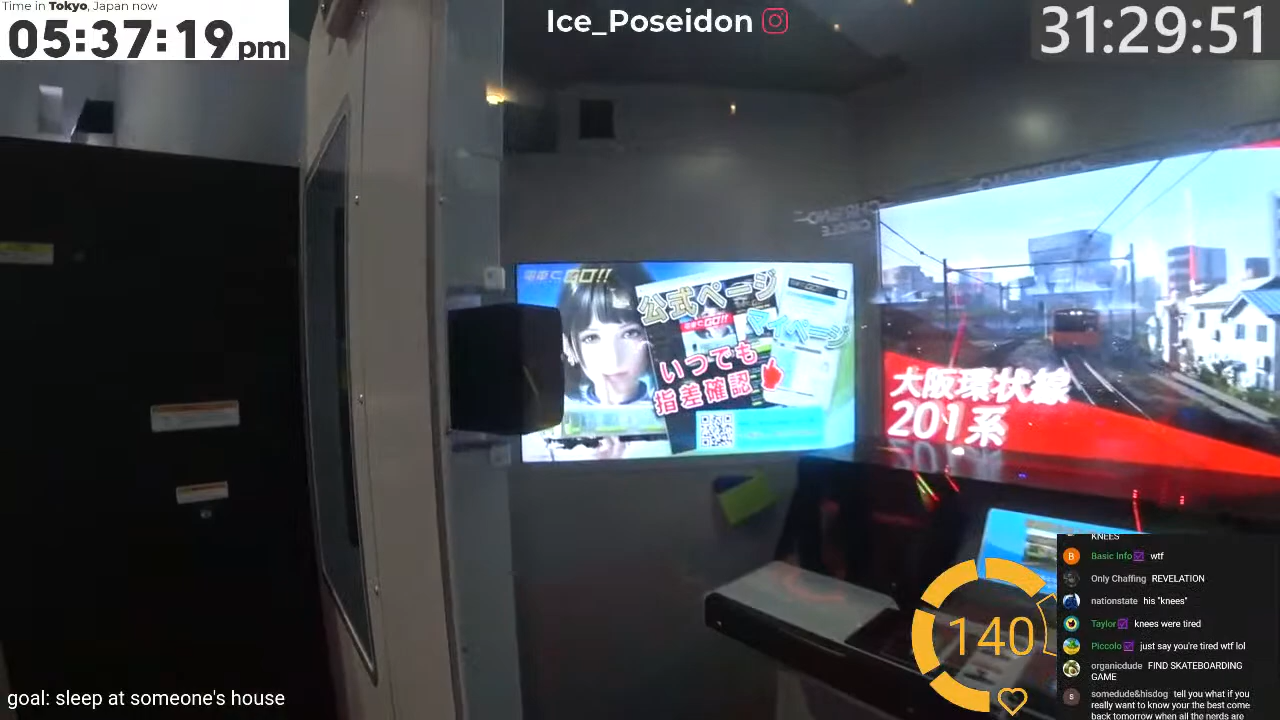 Time in Tokyo, Japan now
05:37:19pm
Ice_Poseidon
31:29:51
電車でGO!!
公式ページ
マイページ
いつでも
指差確認
大阪環状線
201系
140
KNEES
Basic Info wtf
Only Chaffing REVELATION
nationstate his "knees"
Taylor knees were tired
Piccolo just say you're tired wtf lol
organicdude FIND SKATEBOARDING
GAME
somedude&hisdog tell you what if you
really want to know your the best come
back tomorrow when all the nerds are
goal: sleep at someone's house